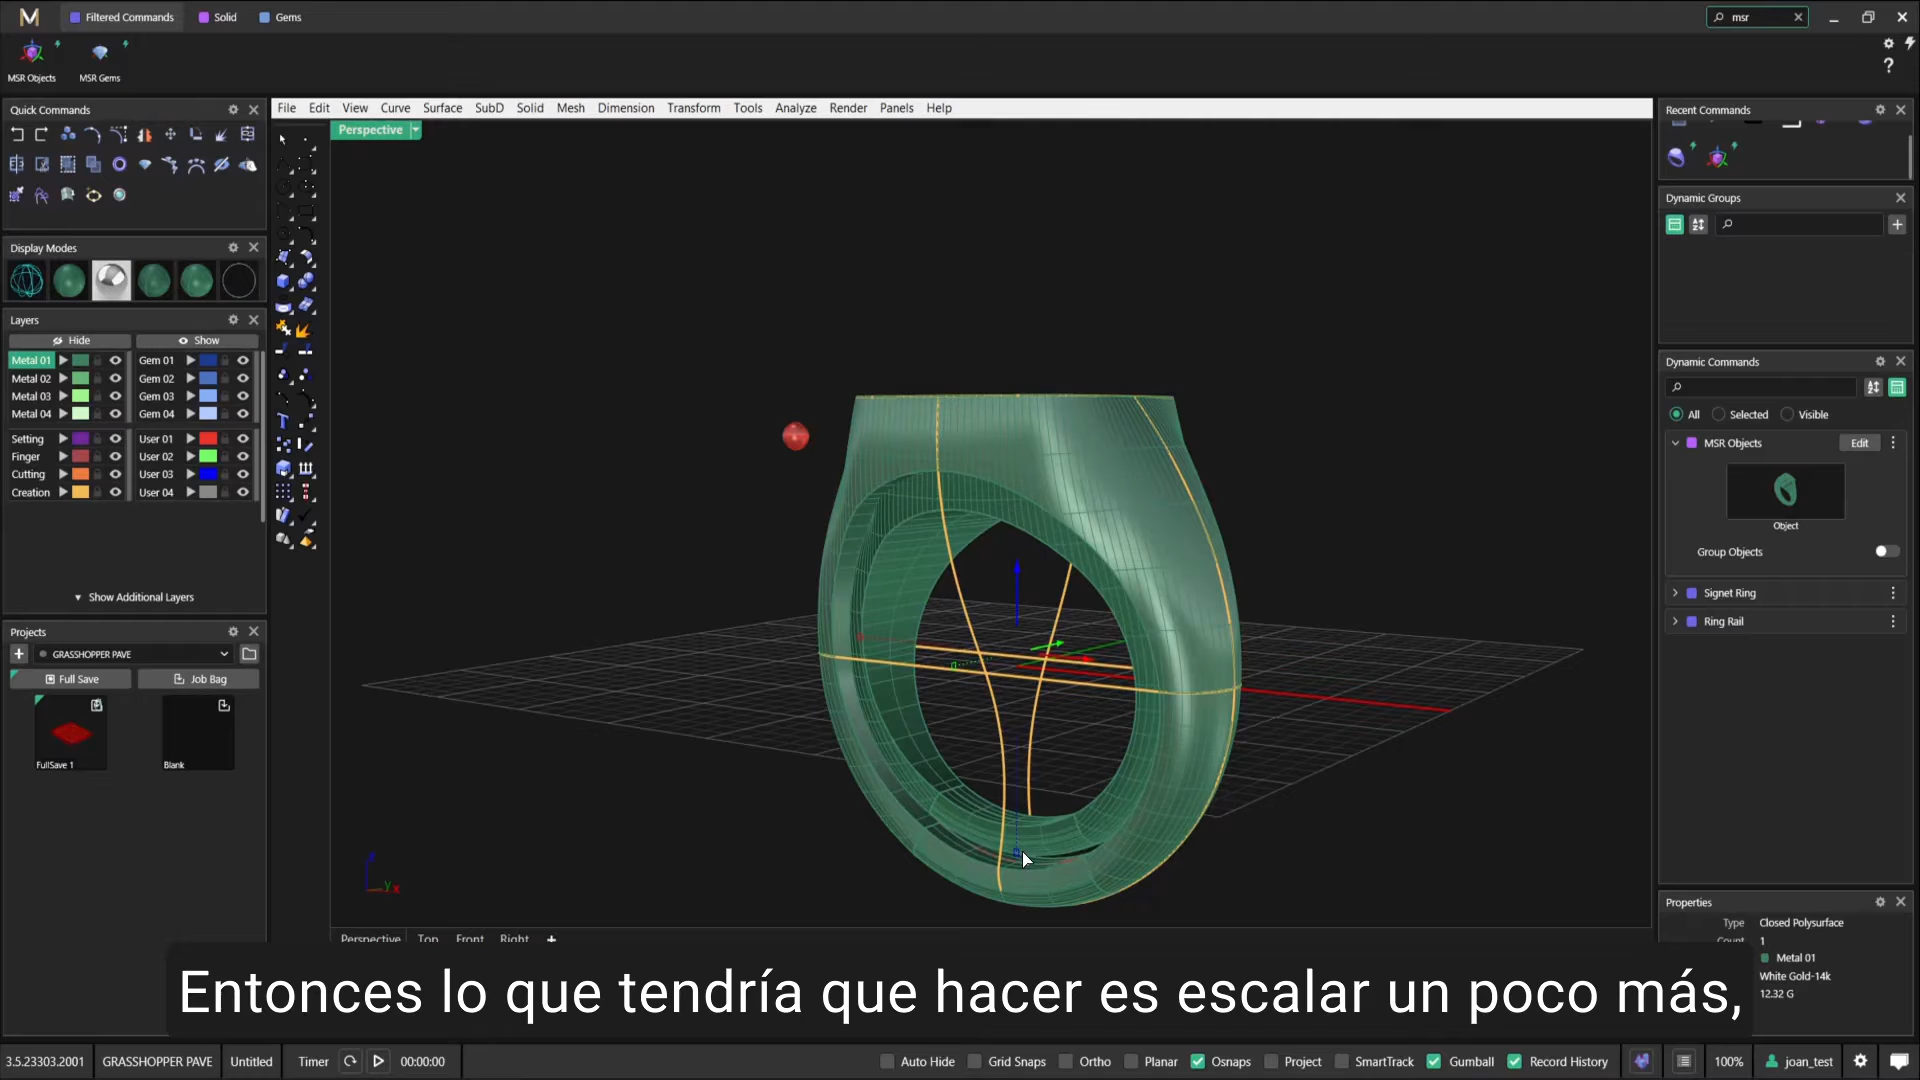 Filtered Commands
Solid
Gems
msr
MSR Objects
MSR Gems
Quick Commands
File Edit View Curve Surface SubD Solid Mesh Dimension Transform Tools Analyze Render Panels Help
Perspective
Recent Commands
Dynamic Groups
Display Modes
Layers
Hide
Show
Metal 01
Gem 01
Metal 02
Gem 02
Metal 03
Gem 03
Metal 04
Gem 04
Setting
User 01
Finger
User 02
Cutting
User 03
Creation
User 04
Show Additional Layers
Dynamic Commands
All Selected Visible
MSR Objects
Edit
Object
Group Objects
Signet Ring
Ring Rail
Projects
GRASSHOPPER PAVE
Full Save
Job Bag
FullSave 1
Blank
z
y x
Perspective Top Front Right
Properties
Type Closed Polysurface
Count 1
Metal 01
White Gold-14k
12.32 G
Entonces lo que tendría que hacer es escalar un poco más,
3.5.23303.2001 GRASSHOPPER PAVE Untitled Timer 00:00:00 Auto Hide Grid Snaps Ortho Planar Osnaps Project SmartTrack Gumball Record History 100% joan_test